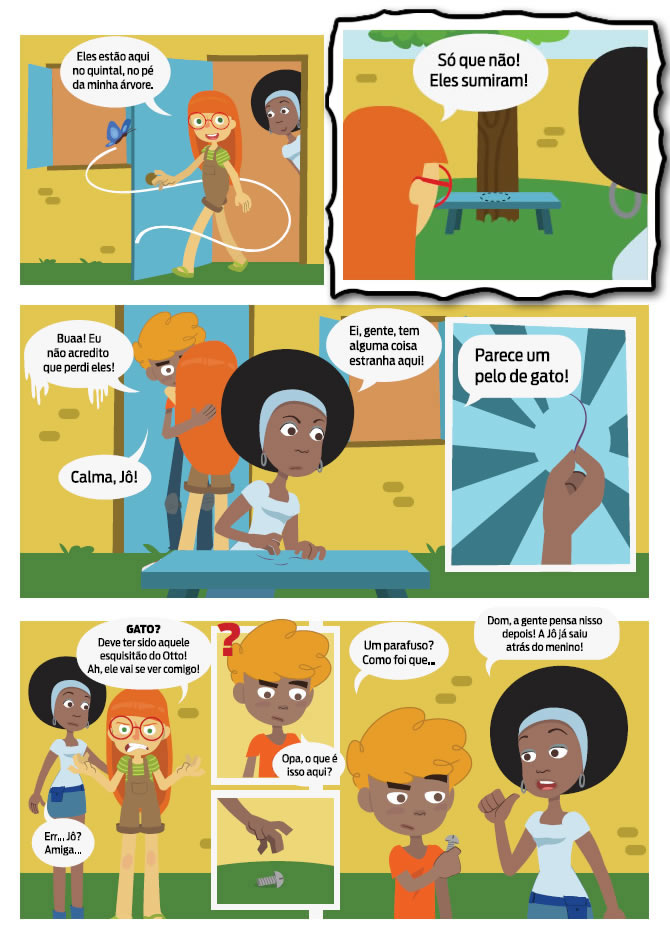 Eles estão aqui
no quintal, no pé
da minha árvore.
Só que não!
Eles sumiram!
Buaa! Eu
não acredito
que perdi eles!
Calma, Jô!
Ei, gente, tem
alguma coisa
estranha aqui!
Parece um
pelo de gato!
GATO?
Deve ter sido aquele
esquisitão do Otto!
Ah, ele vai se ver comigo!
Err... Jô?
Amiga...
?
Opa, o que é
isso aqui?
Um parafuso?
Como foi que...
Dom, a gente pensa nisso
depois! A Jô já saiu
atrás do menino!